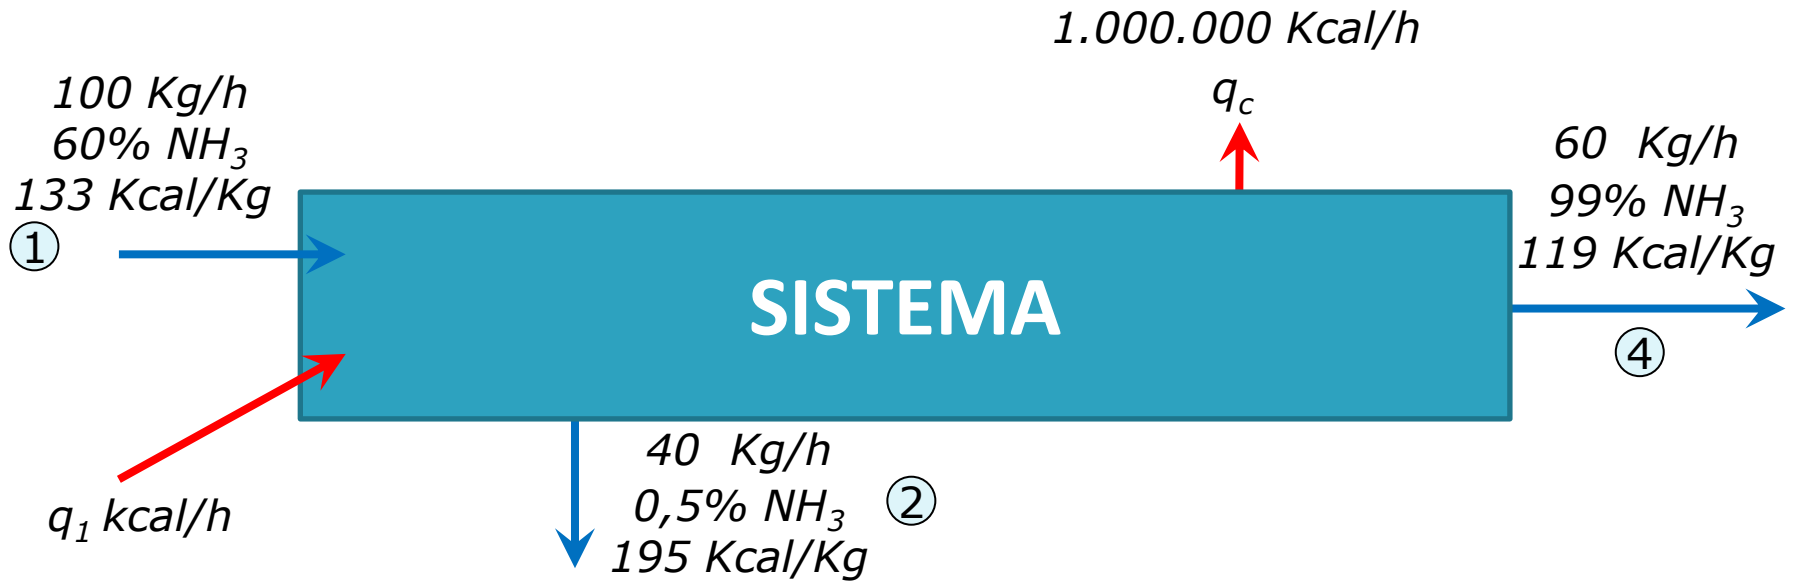 1.000.000 Kcal/h
q_c
100 Kg/h
60% NH₃
133 Kcal/Kg
1
60 Kg/h
99% NH₃
119 Kcal/Kg
SISTEMA
4
q₁ kcal/h
40 Kg/h
0,5% NH₃
2
195 Kcal/Kg